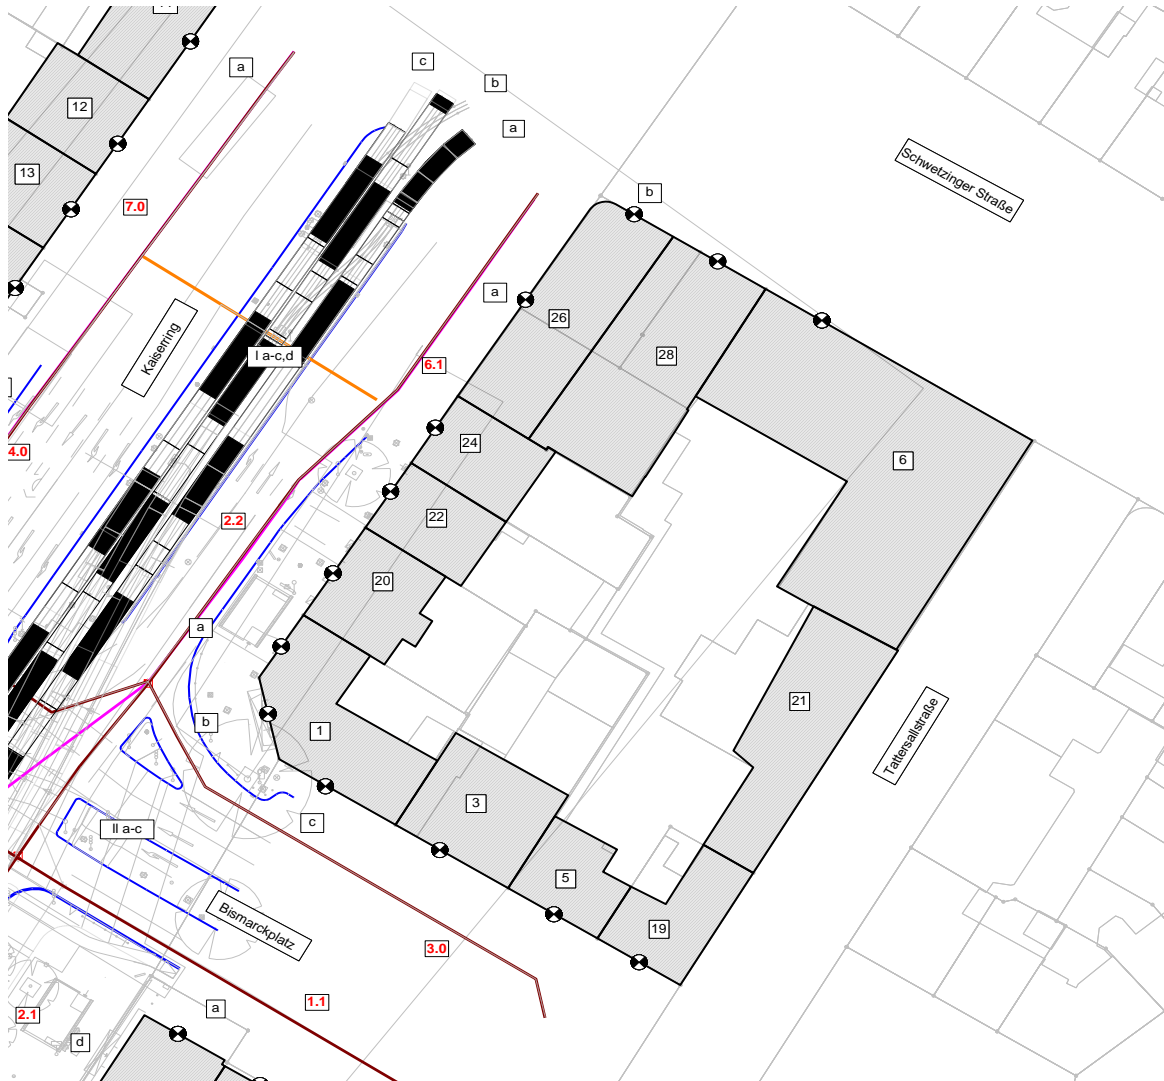 c
a
b
12
a
Schwetzinger Straße
13
b
7.0
a
26
Kaiserring
I a-c,d
28
6.1
24
4.0
6
22
2.2
20
a
21
b
1
Tattersallstraße
3
c
II a-c
5
Bismarckplatz
19
3.0
1.1
a
2.1
d